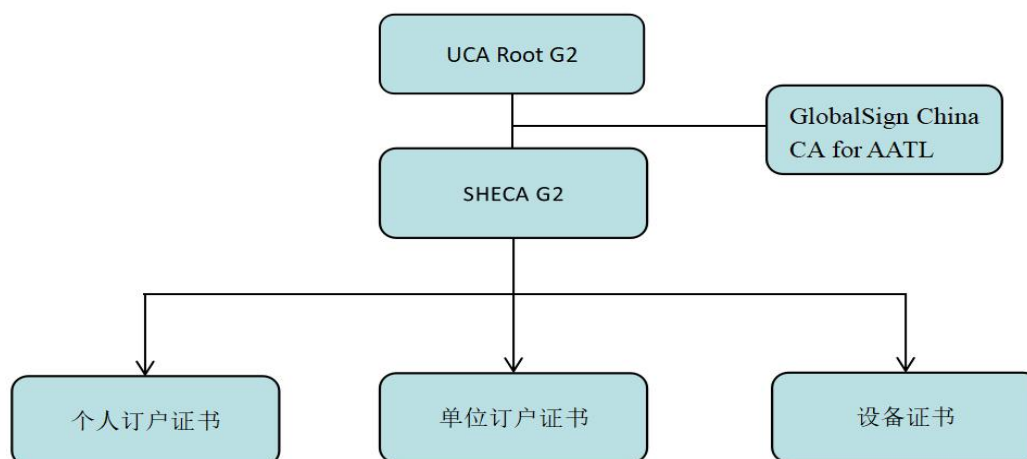 UCA Root G2
GlobalSign China
CA for AATL
SHECA G2
个人订户证书
单位订户证书
设备证书